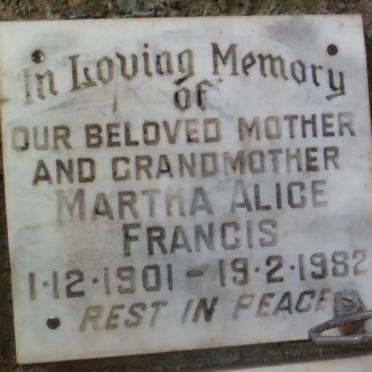 In Loving Memory
of
OUR BELOVED MOTHER
AND GRANDMOTHER
MARTHA ALICE
FRANCIS
1·12·1901 – 19·2·1982
REST IN PEACE